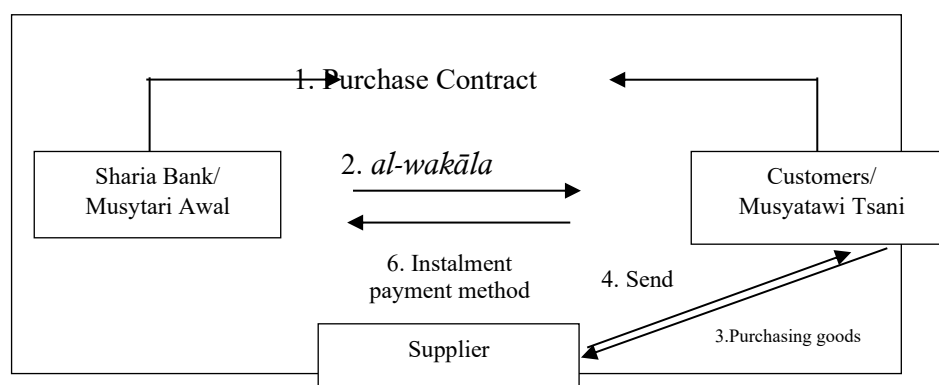 1. Purchase Contract
Sharia Bank/
Musytari Awal
2. al-wakāla
Customers/
Musyatawi Tsani
6. Instalment
payment method
4. Send
3.Purchasing goods
Supplier